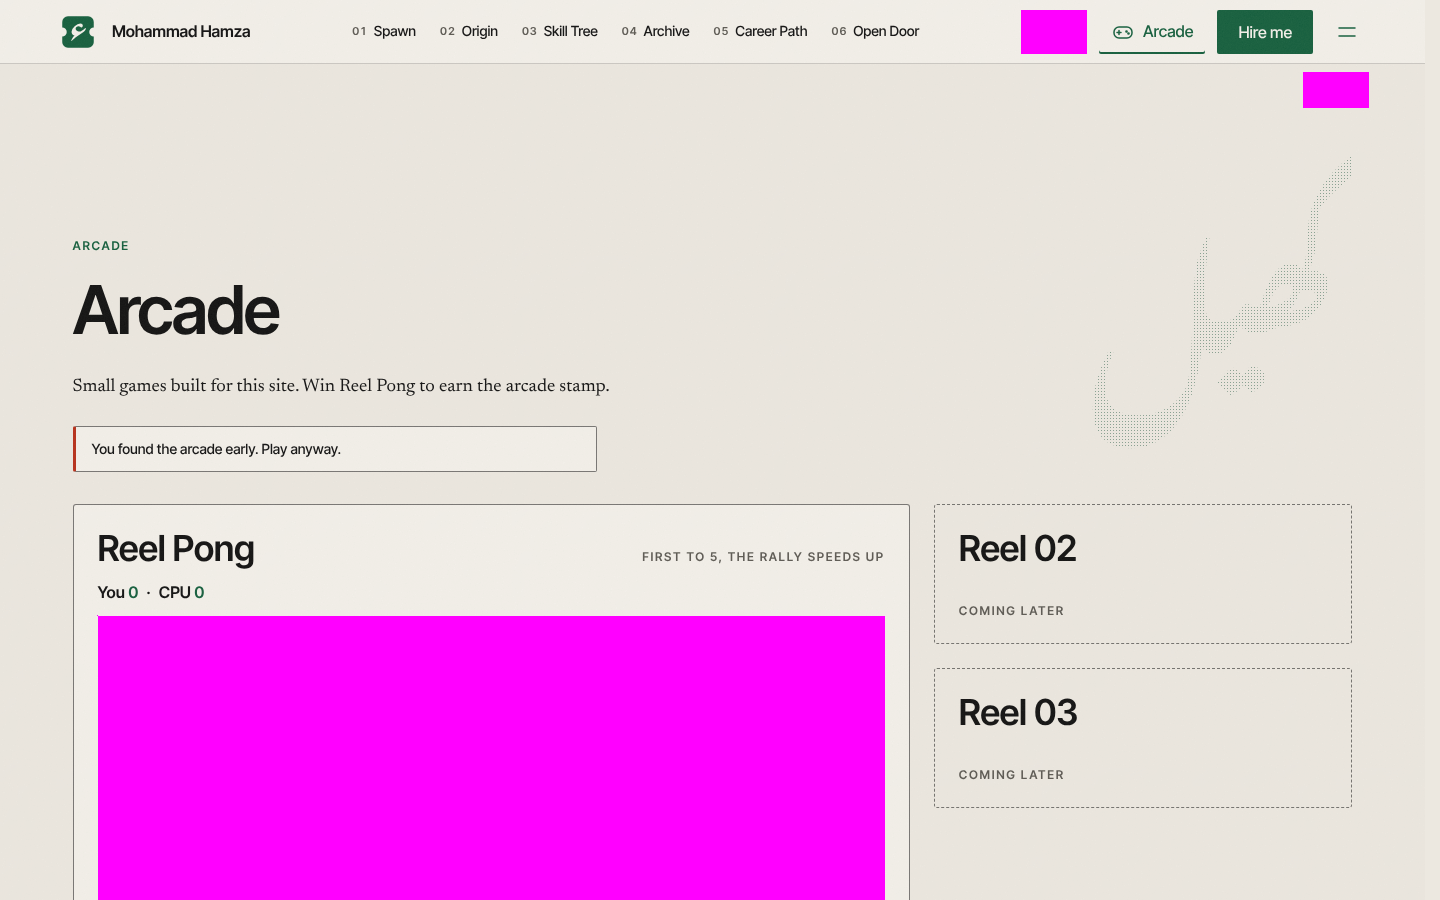 Mohammad Hamza
01 Spawn
02 Origin
03 Skill Tree
04 Archive
05 Career Path
06 Open Door
Arcade
Hire me
ARCADE
Arcade
Small games built for this site. Win Reel Pong to earn the arcade stamp.
You found the arcade early. Play anyway.
Reel Pong
FIRST TO 5, THE RALLY SPEEDS UP
You 0 · CPU 0
Reel 02
COMING LATER
Reel 03
COMING LATER